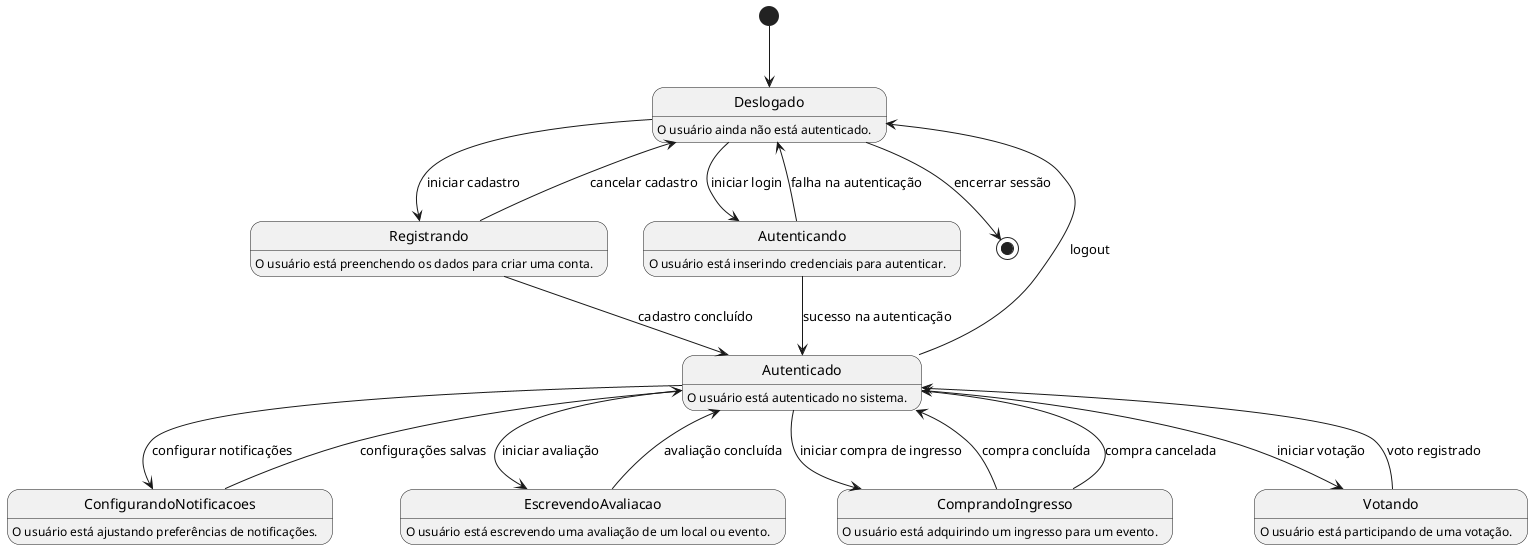 Deslogado
O usuário ainda não está autenticado.
iniciar cadastro
cancelar cadastro
iniciar login
falha na autenticação
encerrar sessão
Registrando
O usuário está preenchendo os dados para criar uma conta.
Autenticando
O usuário está inserindo credenciais para autenticar.
logout
cadastro concluído
sucesso na autenticação
Autenticado
O usuário está autenticado no sistema.
configurar notificações
configurações salvas
iniciar avaliação
avaliação concluída
iniciar compra de ingresso
compra concluída
compra cancelada
iniciar votação
voto registrado
ConfigurandoNotificacoes
O usuário está ajustando preferências de notificações.
EscrevendoAvaliacao
O usuário está escrevendo uma avaliação de um local ou evento.
ComprandoIngresso
O usuário está adquirindo um ingresso para um evento.
Votando
O usuário está participando de uma votação.